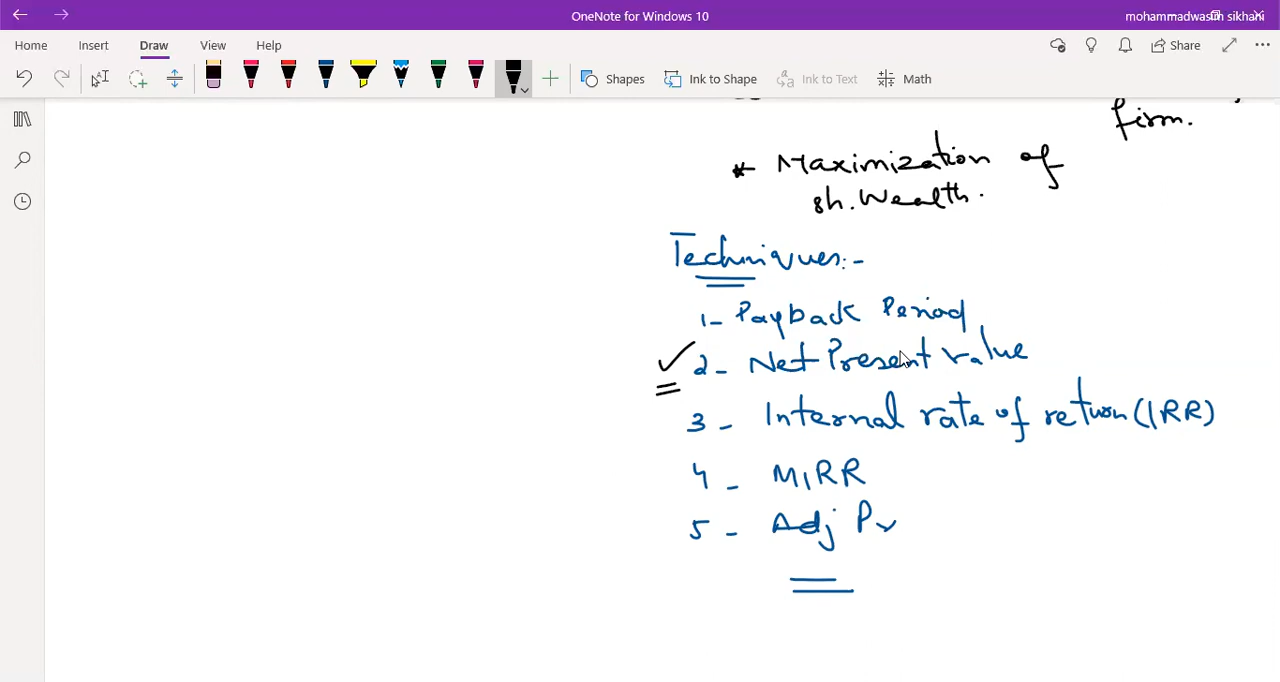 OneNote for Windows 10
mohammadwasim sikhani
Home Insert Draw View Help Share
Shapes Ink to Shape Ink to Text Math
firm.
* Maximization of
sh. Wealth.
Techniques:-
1- Payback Period
2- Net Present value
3- Internal rate of return (IRR)
4- MIRR
5- Adj Pv